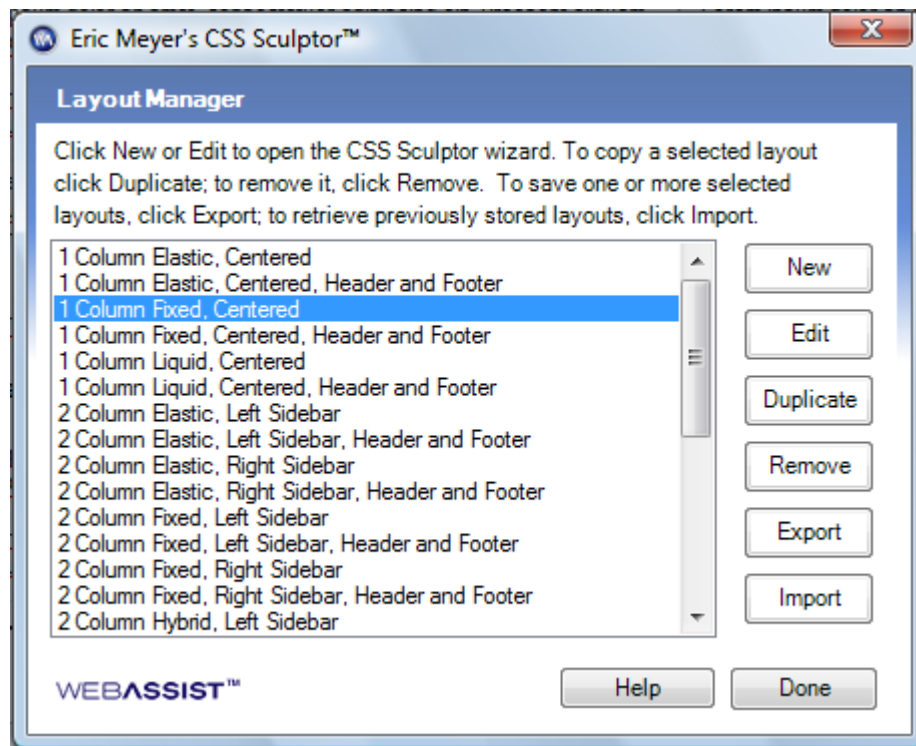 Eric Meyer's CSS Sculptor™
Layout Manager
Click New or Edit to open the CSS Sculptor wizard. To copy a selected layout
click Duplicate; to remove it, click Remove.  To save one or more selected
layouts, click Export; to retrieve previously stored layouts, click Import.
1 Column Elastic, Centered
1 Column Elastic, Centered, Header and Footer
1 Column Fixed, Centered
1 Column Fixed, Centered, Header and Footer
1 Column Liquid, Centered
1 Column Liquid, Centered, Header and Footer
2 Column Elastic, Left Sidebar
2 Column Elastic, Left Sidebar, Header and Footer
2 Column Elastic, Right Sidebar
2 Column Elastic, Right Sidebar, Header and Footer
2 Column Fixed, Left Sidebar
2 Column Fixed, Left Sidebar, Header and Footer
2 Column Fixed, Right Sidebar
2 Column Fixed, Right Sidebar, Header and Footer
2 Column Hybrid, Left Sidebar
New
Edit
Duplicate
Remove
Export
Import
WEBASSIST™
Help
Done